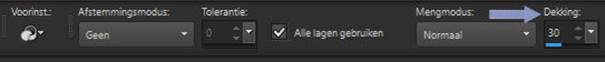 Voorinst.: Afstemmingsmodus: Tolerantie: Mengmodus: Dekking:
Geen 0 Alle lagen gebruiken Normaal 30